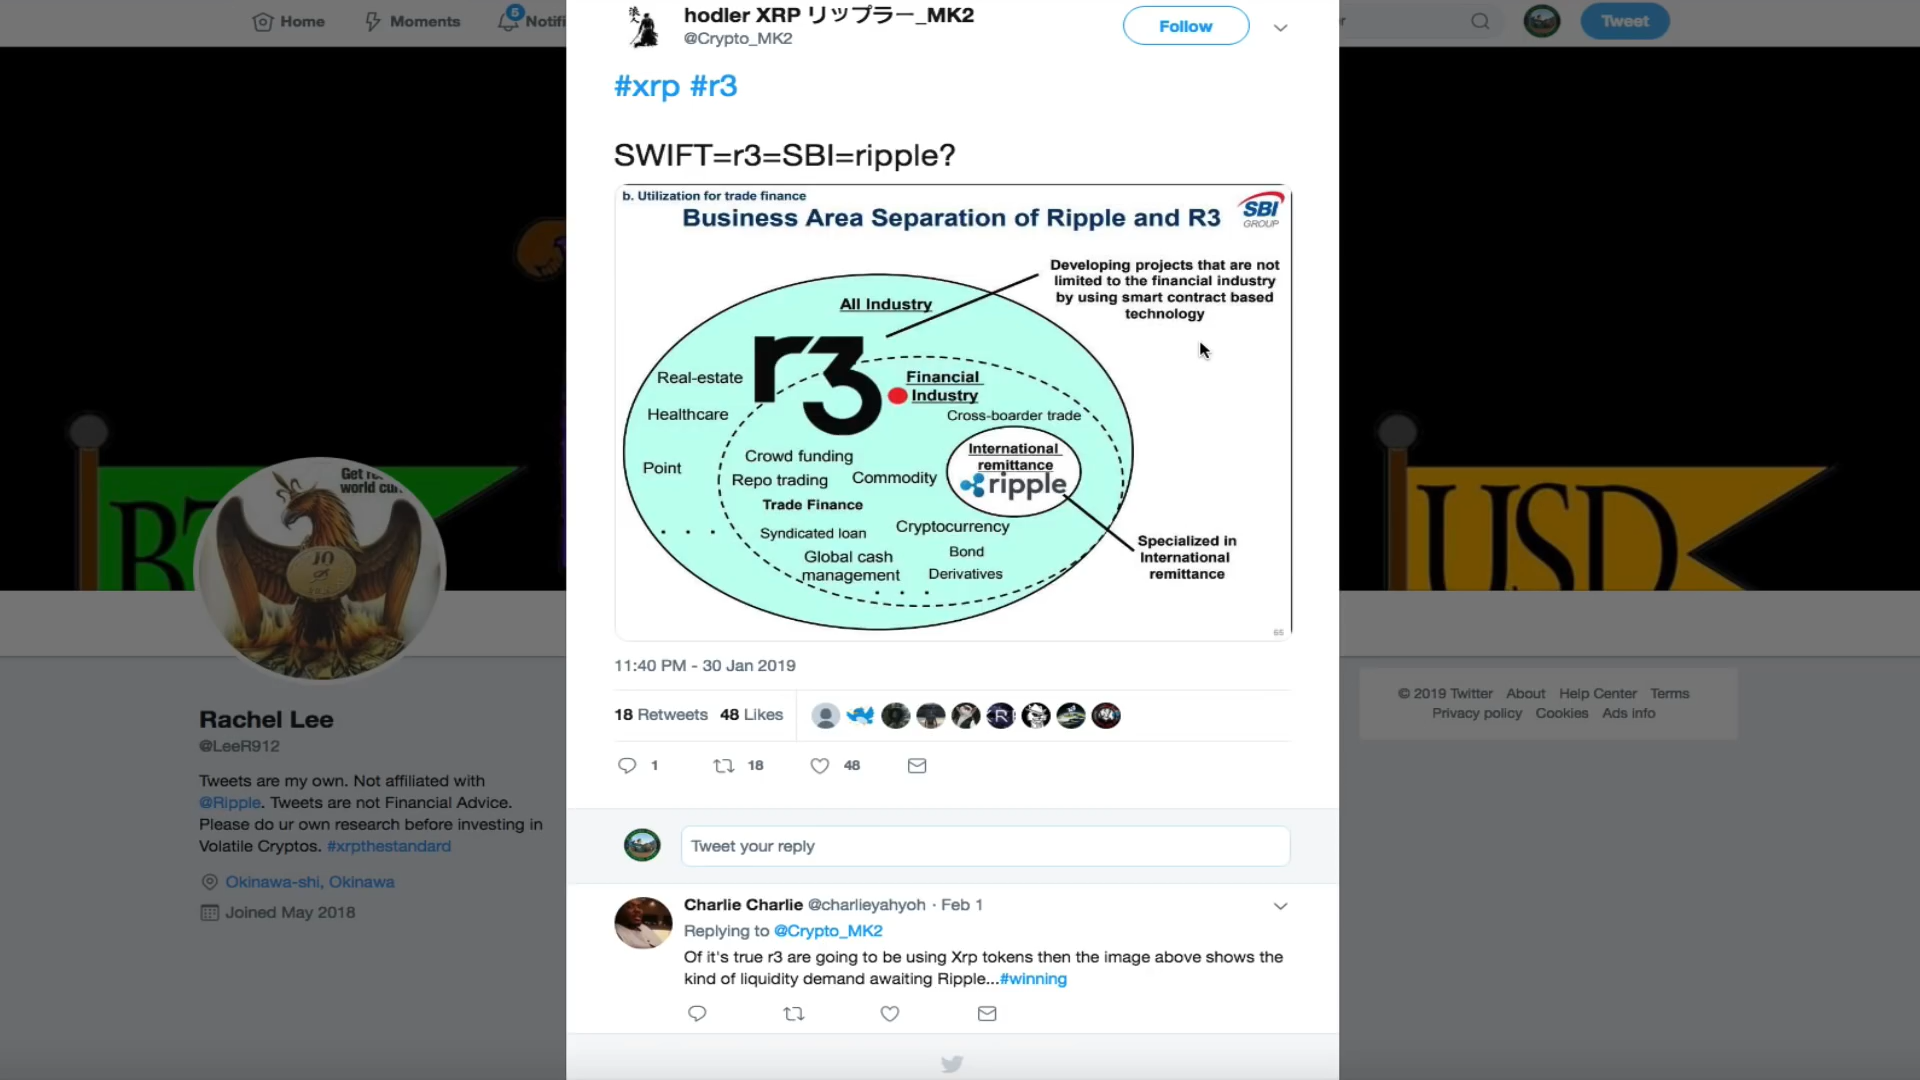 Home
Moments
5
Notifi
Tweet
hodler XRP リップラー_MK2
@Crypto_MK2
Follow
#xrp #r3
SWIFT=r3=SBI=ripple?
b. Utilization for trade finance
Business Area Separation of Ripple and R3
SBI
GROUP
Developing projects that are not
limited to the financial industry
by using smart contract based
technology
All Industry
r3
Real-estate
Healthcare
Point
. . .
Financial
Industry
Cross-boarder trade
Crowd funding
Repo trading
Commodity
Trade Finance
Syndicated loan
Cryptocurrency
Global cash
management
Bond
Derivatives
. . .
International
remittance
ripple
Specialized in
International
remittance
65
11:40 PM - 30 Jan 2019
18 Retweets 48 Likes
R
1
18
48
Tweet your reply
Charlie Charlie @charlieyahyoh · Feb 1
Replying to @Crypto_MK2
Of it's true r3 are going to be using Xrp tokens then the image above shows the
kind of liquidity demand awaiting Ripple...#winning
Get
world
10
USD
Rachel Lee
@LeeR912
Tweets are my own. Not affiliated with
@Ripple. Tweets are not Financial Advice.
Please do ur own research before investing in
Volatile Cryptos. #xrpthestandard
Okinawa-shi, Okinawa
Joined May 2018
© 2019 Twitter About Help Center Terms
Privacy policy Cookies Ads info